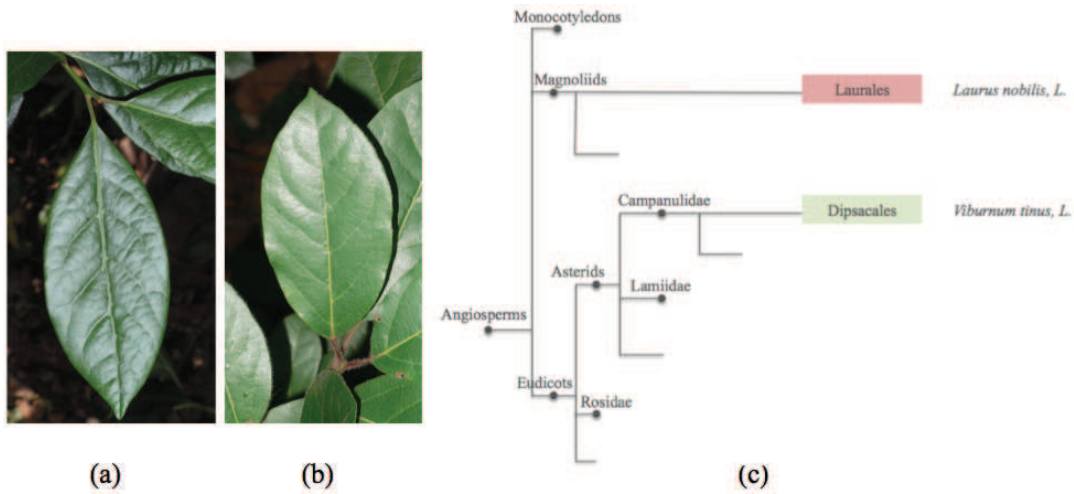 Monocotyledons
Magnoliids
Laurales
Laurus nobilis, L.
Campanulidae
Dipsacales
Viburnum tinus, L.
Asterids
Lamiidae
Angiosperms
Eudicots
Rosidae
(a)
(b)
(c)